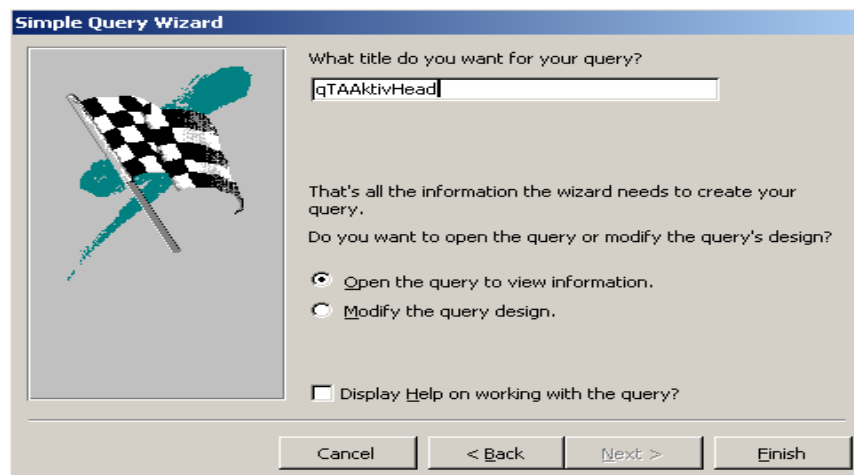 Simple Query Wizard
What title do you want for your query?
qTAAktivHead
That's all the information the wizard needs to create your
query.
Do you want to open the query or modify the query's design?
Open the query to view information.
Modify the query design.
Display Help on working with the query?
Cancel
< Back
Next >
Finish